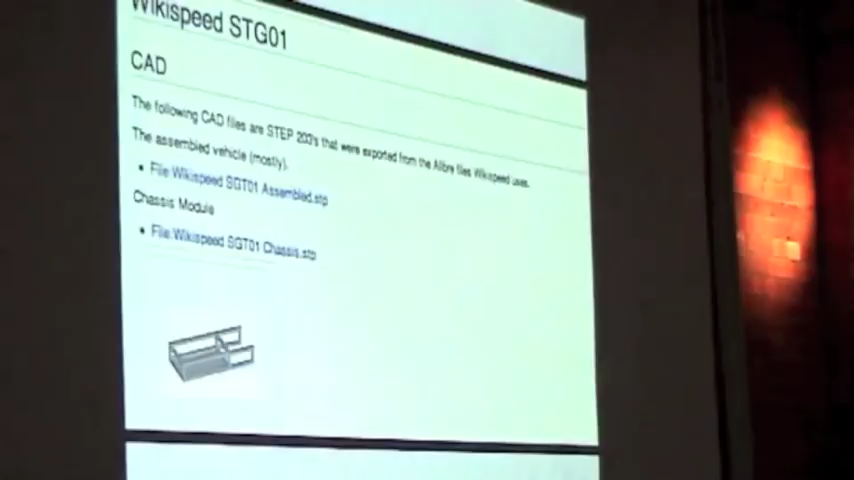 Wikispeed STG01
CAD
The following CAD files are STEP 203's that were exported from the Alibre files Wikispeed uses.
The assembled vehicle (mostly).
• File:Wikispeed SGT01 Assembled.stp
Chassis Module
• File:Wikispeed SGT01 Chassis.stp